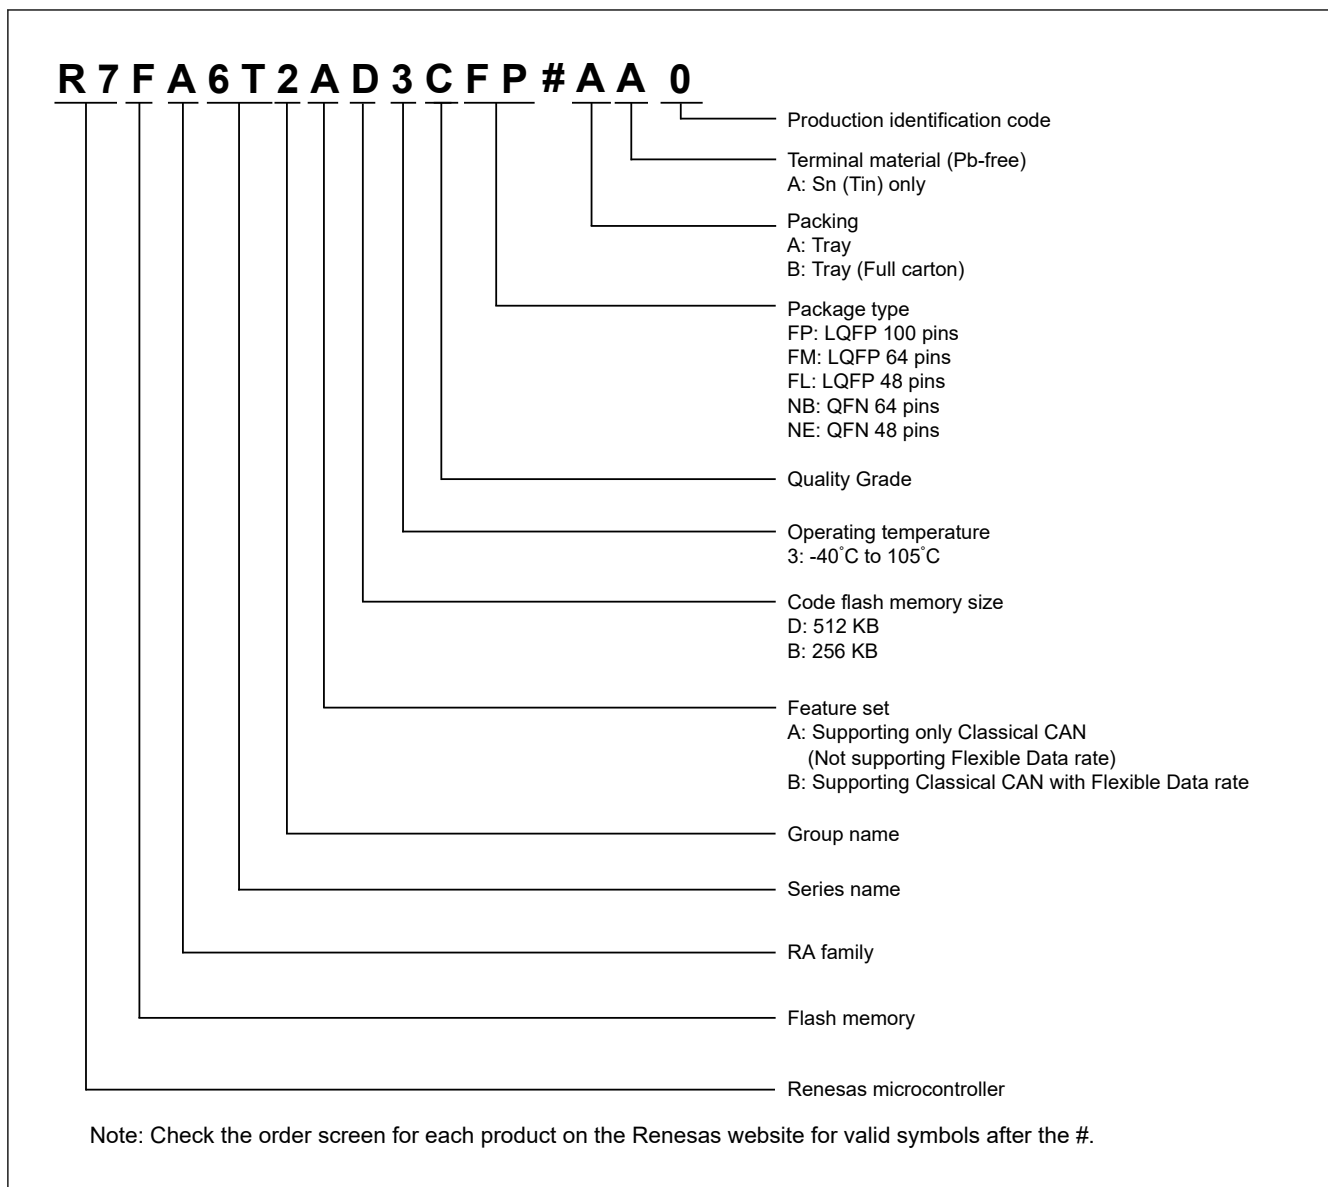 R7FA6T2AD3CFP#AA0
Production identification code
Terminal material (Pb-free)
A: Sn (Tin) only
Packing
A: Tray
B: Tray (Full carton)
Package type
FP: LQFP 100 pins
FM: LQFP 64 pins
FL: LQFP 48 pins
NB: QFN 64 pins
NE: QFN 48 pins
Quality Grade
Operating temperature
3: -40°C to 105°C
Code flash memory size
D: 512 KB
B: 256 KB
Feature set
A: Supporting only Classical CAN
(Not supporting Flexible Data rate)
B: Supporting Classical CAN with Flexible Data rate
Group name
Series name
RA family
Flash memory
Renesas microcontroller
Note: Check the order screen for each product on the Renesas website for valid symbols after the #.